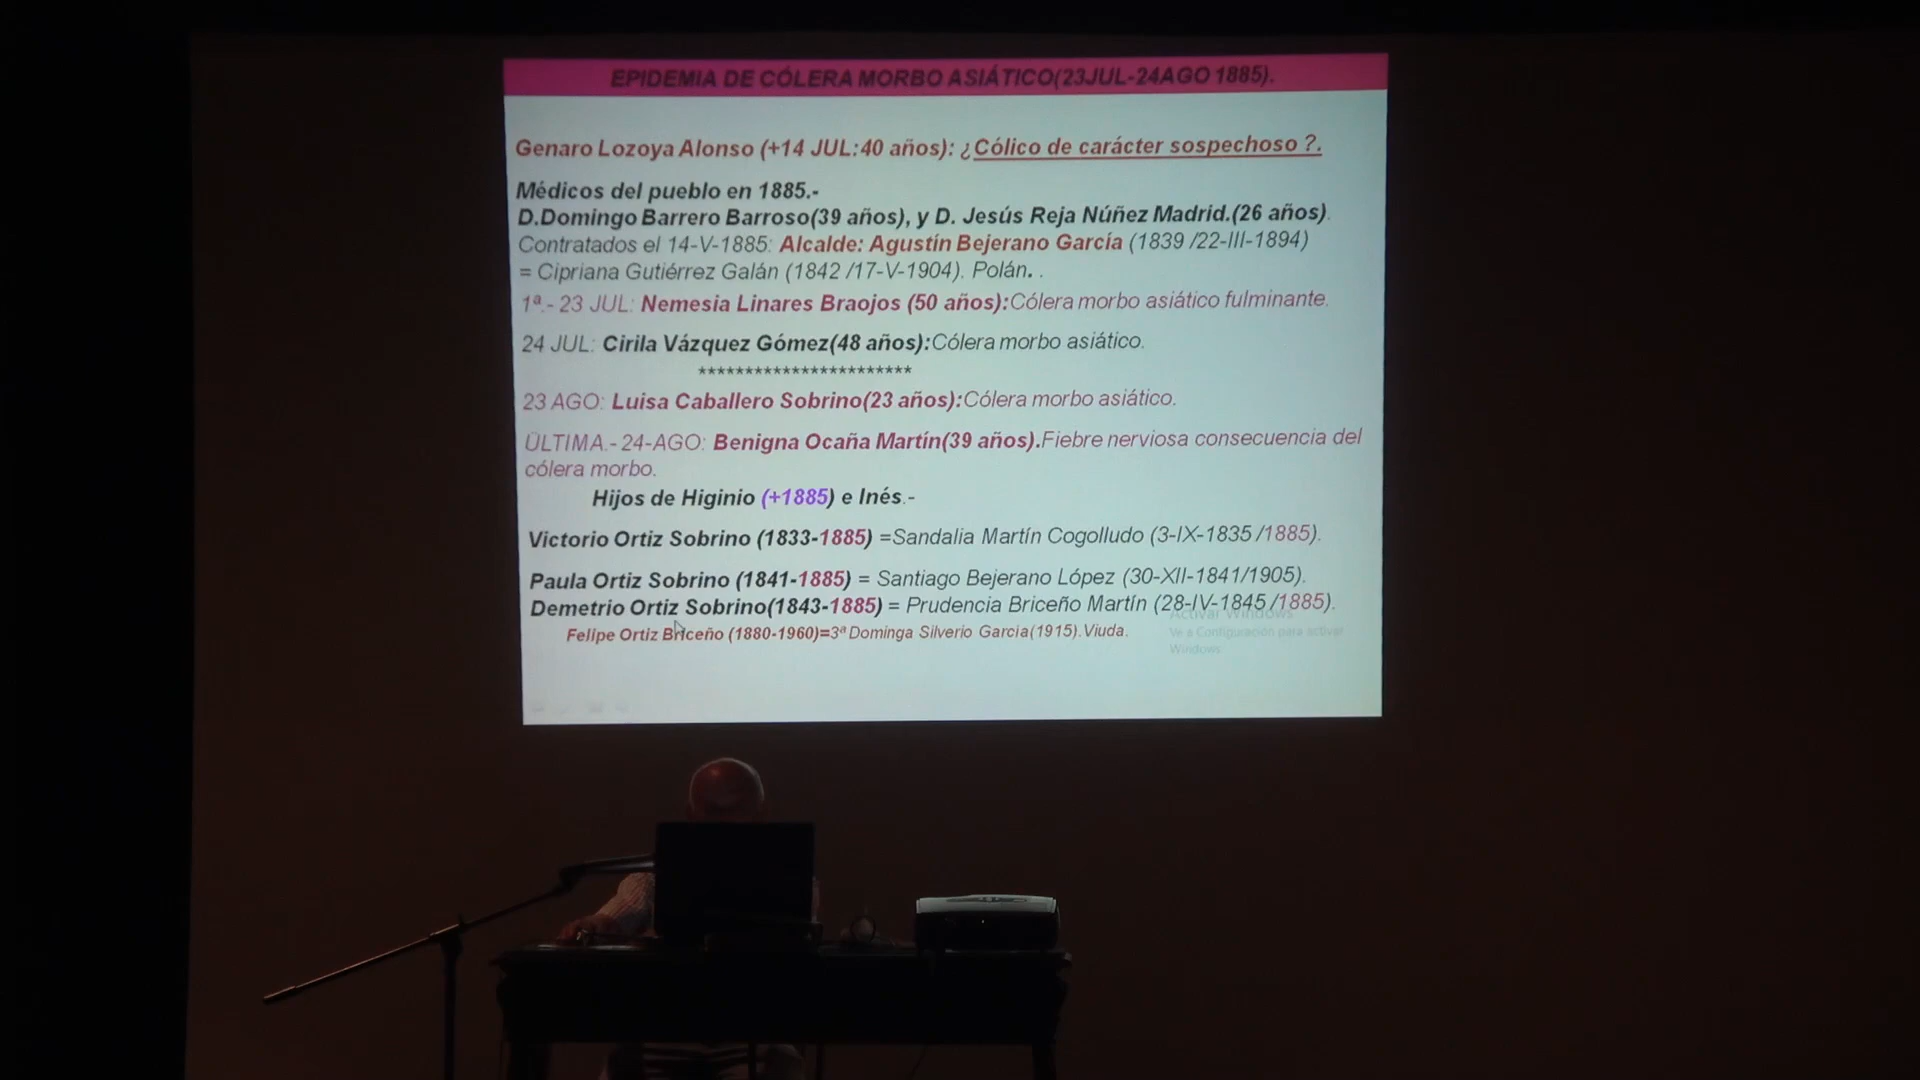 EPIDEMIA DE CÓLERA MORBO ASIÁTICO(23JUL-24AGO 1885).
Genaro Lozoya Alonso (+14 JUL:40 años): ¿Cólico de carácter sospechoso ?.
Médicos del pueblo en 1885.-
D.Domingo Barrero Barroso(39 años), y D. Jesús Reja Núñez Madrid.(26 años).
Contratados el 14-V-1885: Alcalde: Agustín Bejerano García (1839 /22-III-1894)
= Cipriana Gutiérrez Galán (1842 /17-V-1904). Polán. .
1ª.- 23 JUL: Nemesia Linares Braojos (50 años):Cólera morbo asiático fulminante.
24 JUL: Cirila Vázquez Gómez(48 años):Cólera morbo asiático.
***********************
23 AGO: Luisa Caballero Sobrino(23 años):Cólera morbo asiático.
ÚLTIMA.- 24-AGO: Benigna Ocaña Martín(39 años).Fiebre nerviosa consecuencia del
cólera morbo.
Hijos de Higinio (+1885) e Inés.-
Victorio Ortiz Sobrino (1833-1885) =Sandalia Martín Cogolludo (3-IX-1835 /1885).
Paula Ortiz Sobrino (1841-1885) = Santiago Bejerano López (30-XII-1841/1905).
Demetrio Ortiz Sobrino(1843-1885) = Prudencia Briceño Martín (28-IV-1845 /1885).
Felipe Ortiz Briceño (1880-1960)=3ª Dominga Silverio García(1915).Viuda.
Activar Windows
Ve a Configuración para activar
Windows